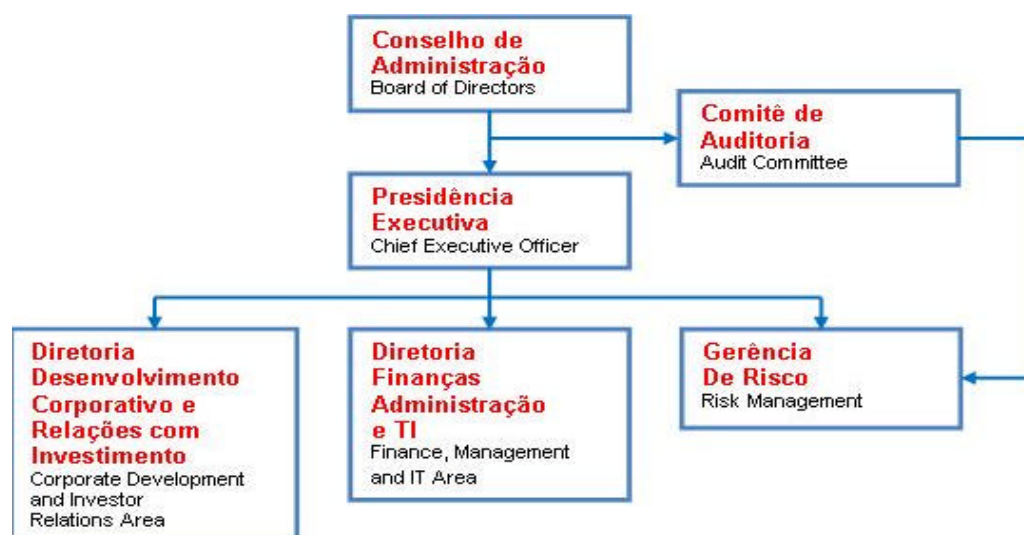 Conselho de
Administração
Board of Directors
Comitê de
Auditoria
Audit Committee
Presidência
Executiva
Chief Executive Officer
Diretoria
Desenvolvimento
Corporativo e
Relações com
Investimento
Corporate Development
and Investor
Relations Area
Diretoria
Finanças
Administração
e TI
Finance, Management
and IT Area
Gerência
De Risco
Risk Management